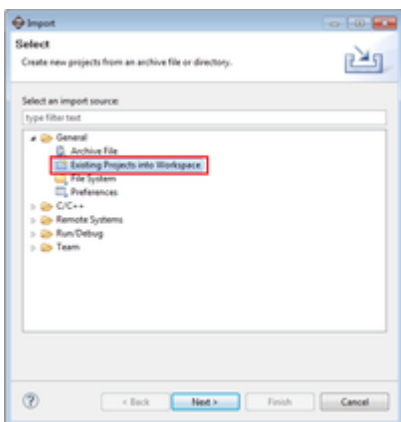 Import
Select
Create new projects from an archive file or directory.
Select an import source:
type filter text
General
Archive File
Existing Projects into Workspace
File System
Preferences
C/C++
Remote Systems
Run/Debug
Team
< Back
Next >
Finish
Cancel